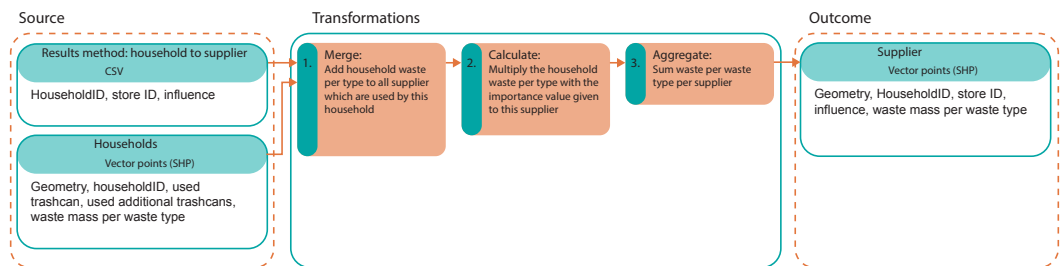 Source
Transformations
Outcome
Results method: household to supplier
CSV
HouseholdID, store ID, influence
Households
Vector points (SHP)
Geometry, householdID, used
trashcan, used additional trashcans,
waste mass per waste type
1.
Merge:
Add household waste
per type to all supplier
which are used by this
household
2.
Calculate:
Multiply the household
waste per type with the
importance value given
to this supplier
3.
Aggregate:
Sum waste per waste
type per supplier
Supplier
Vector points (SHP)
Geometry, HouseholdID, store ID,
influence, waste mass per waste type